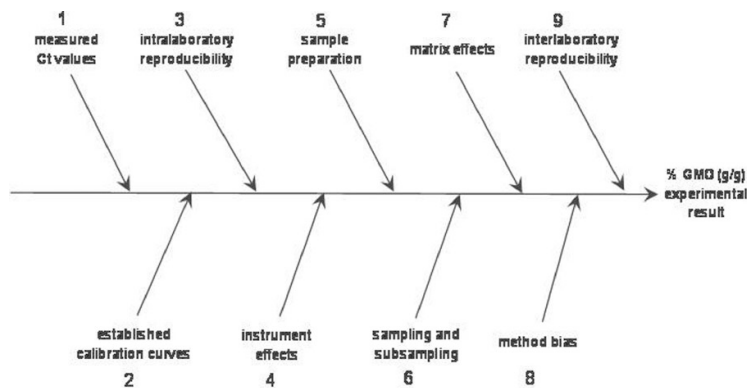 1
measured
Ct values
3
intralaboratory
reproducibility
5
sample
preparation
7
matrix effects
9
interlaboratory
reproducibility
% GMO (g/g)
experimental
result
established
calibration curves
2
instrument
effects
4
sampling and
subsampling
6
method bias
8